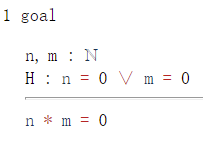 1 goal
n, m : ℕ
H : n = 0 ∨ m = 0
n * m = 0